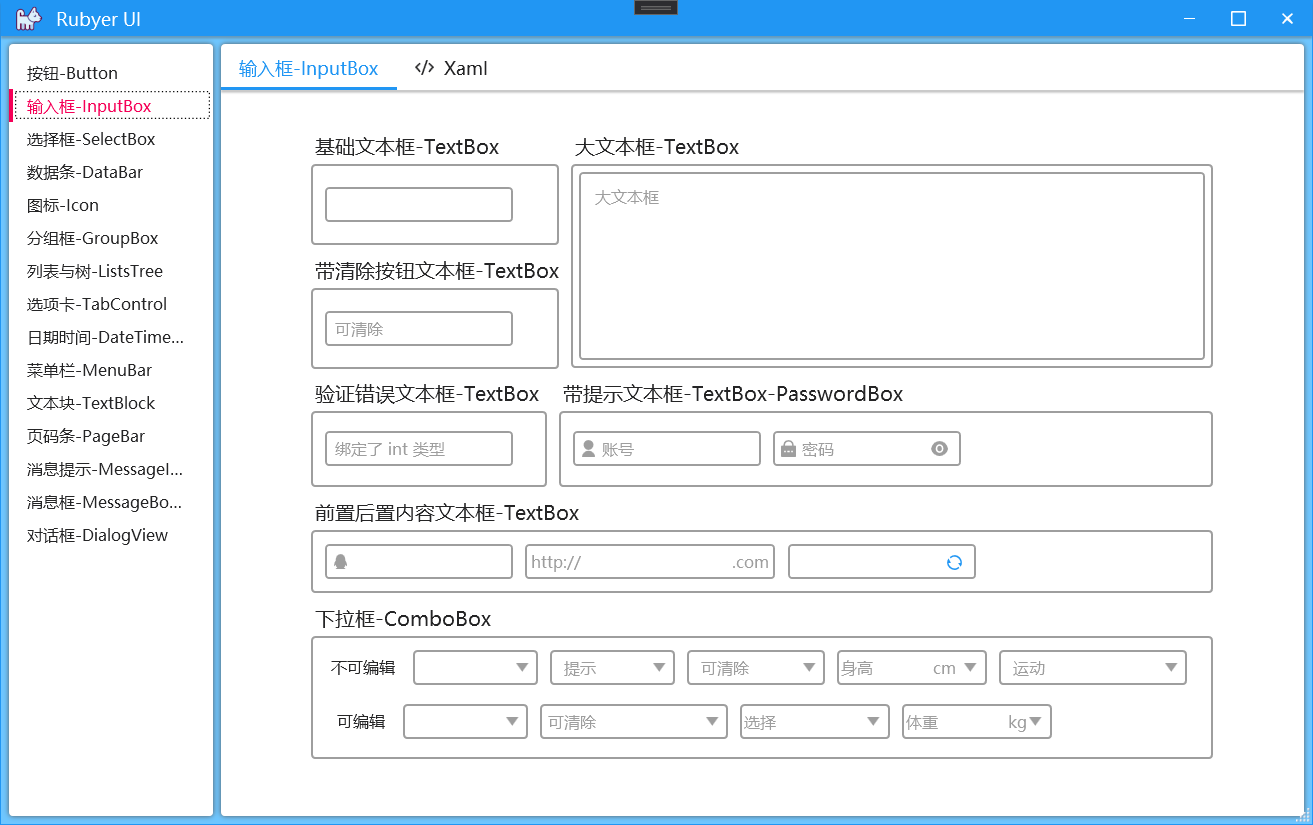 Rubyer UI
按钮-Button
输入框-InputBox
选择框-SelectBox
数据条-DataBar
图标-Icon
分组框-GroupBox
列表与树-ListsTree
选项卡-TabControl
日期时间-DateTime...
菜单栏-MenuBar
文本块-TextBlock
页码条-PageBar
消息提示-MessageI...
消息框-MessageBo...
对话框-DialogView
输入框-InputBox
</> Xaml
基础文本框-TextBox
大文本框-TextBox
大文本框
带清除按钮文本框-TextBox
可清除
验证错误文本框-TextBox
绑定了 int 类型
带提示文本框-TextBox-PasswordBox
账号
密码
前置后置内容文本框-TextBox
http:// .com
下拉框-ComboBox
不可编辑
提示
可清除
身高 cm
运动
可编辑
可清除
选择
体重 kg